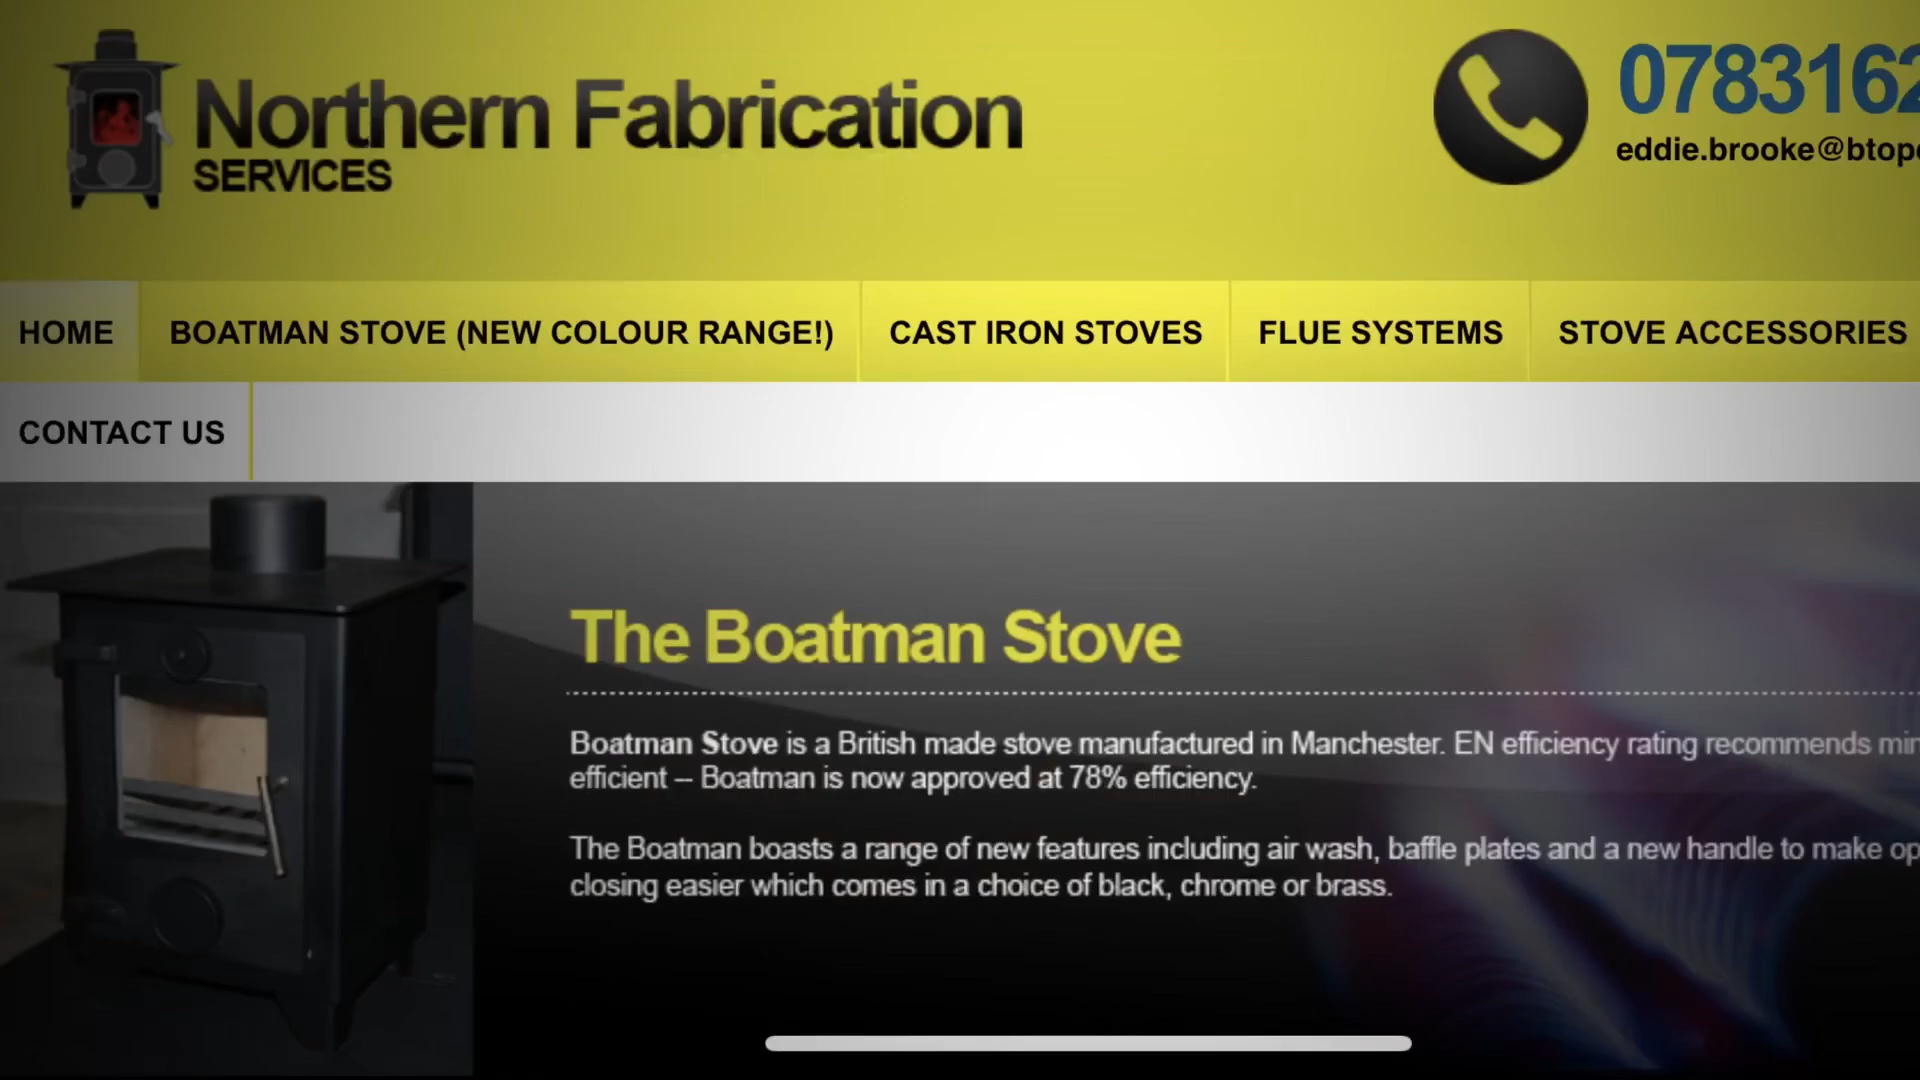 Northern Fabrication
SERVICES
0783162
eddie.brooke@btop
HOME
BOATMAN STOVE (NEW COLOUR RANGE!)
CAST IRON STOVES
FLUE SYSTEMS
STOVE ACCESSORIES
CONTACT US
The Boatman Stove
Boatman Stove is a British made stove manufactured in Manchester. EN efficiency rating recommends
efficient – Boatman is now approved at 78% efficiency.
The Boatman boasts a range of new features including air wash, baffle plates and a new handle to make
closing easier which comes in a choice of black, chrome or brass.